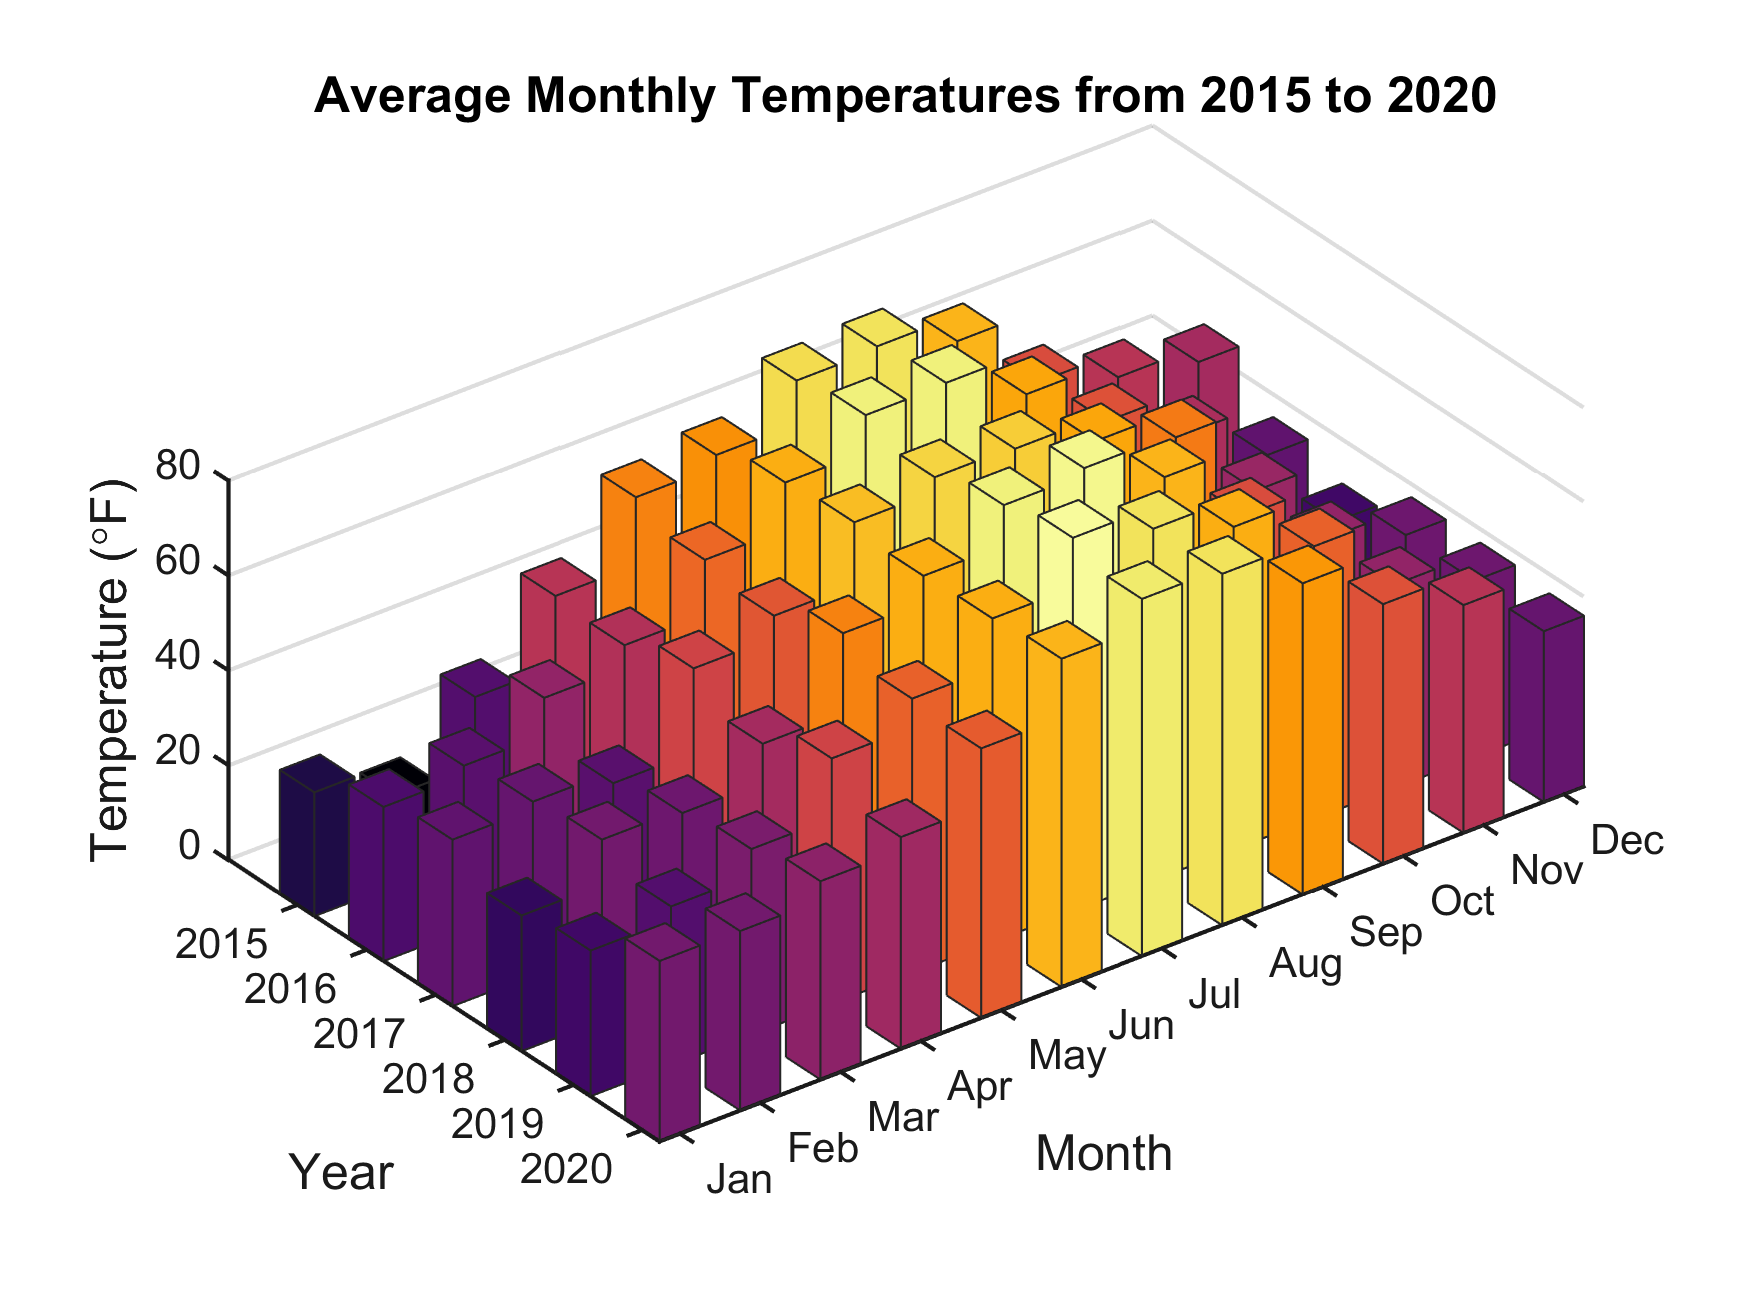 Average Monthly Temperatures from 2015 to 2020
Temperature (°F)
80
60
40
20
0
2015
2016
2017
2018
2019
2020
Year
Jan
Feb
Mar
Apr
May
Jun
Jul
Aug
Sep
Oct
Nov
Dec
Month